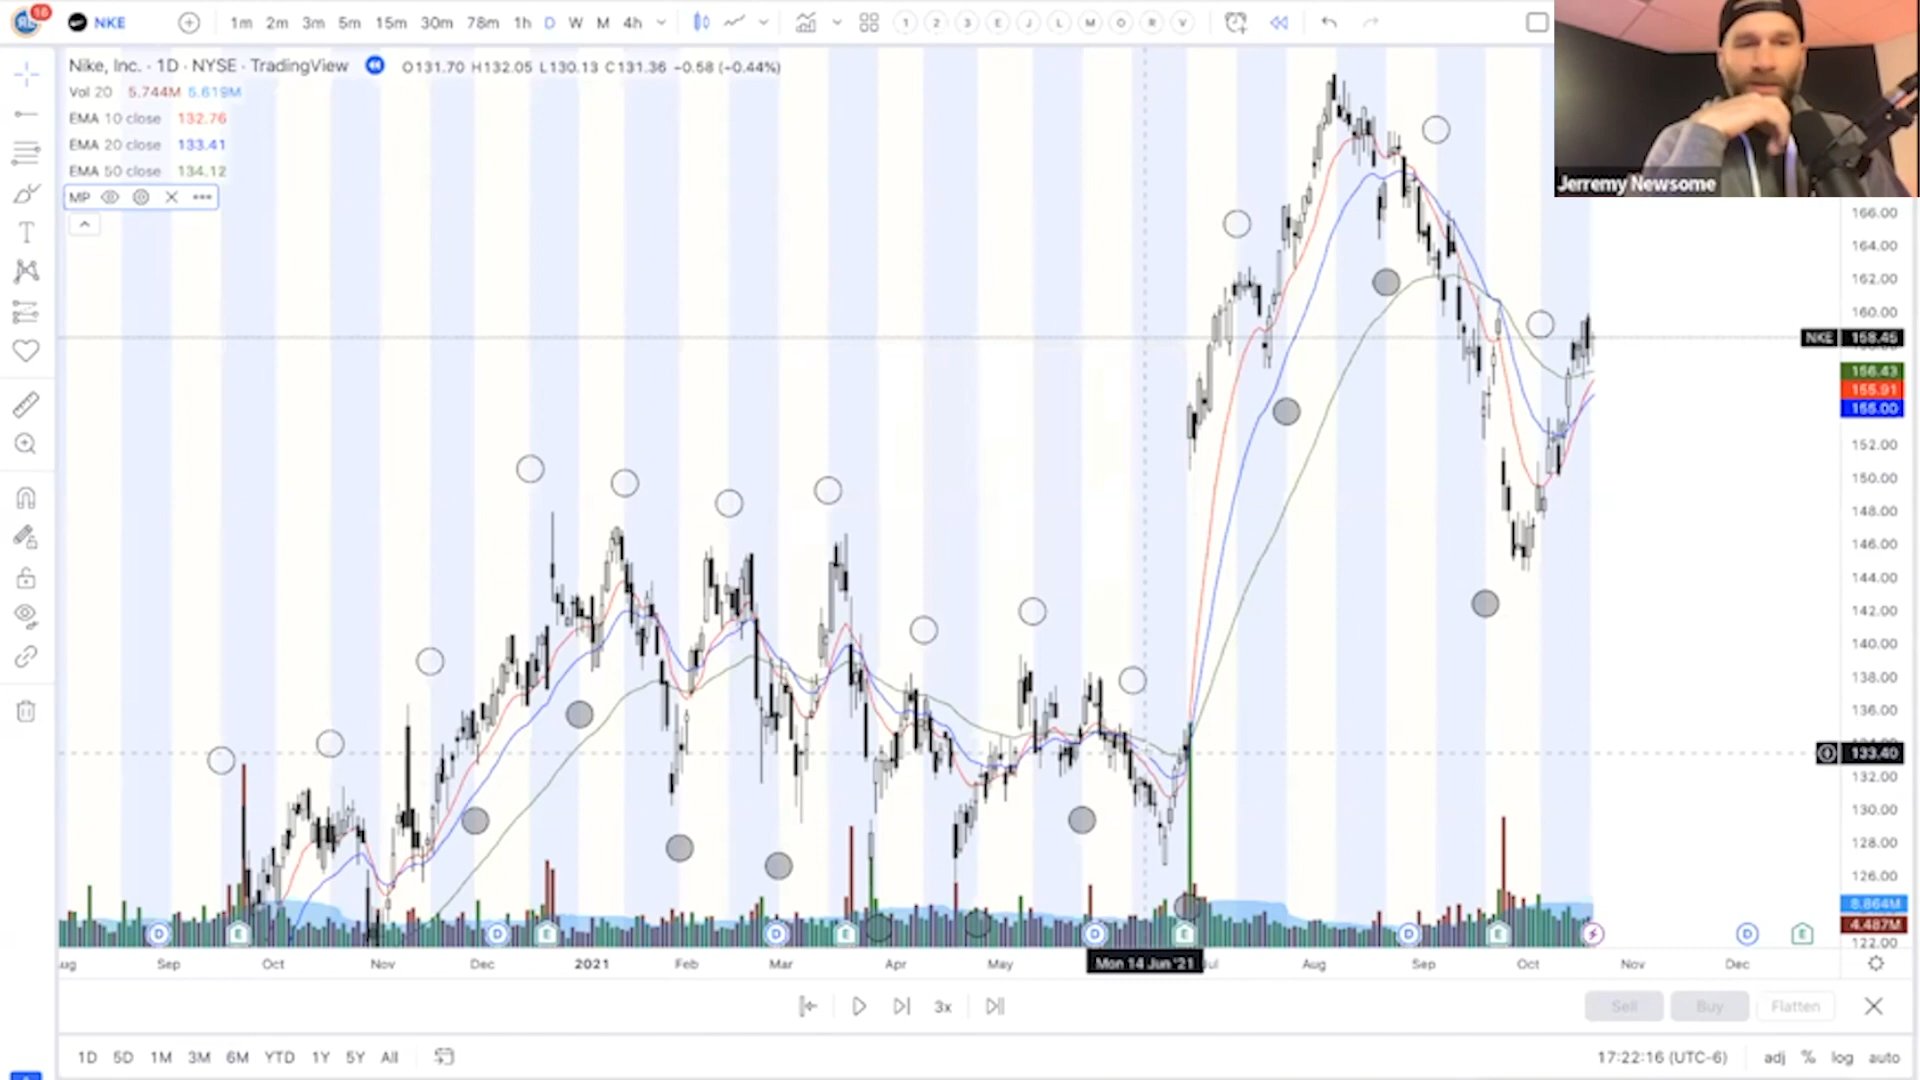 16
NKE 1m 2m 3m 5m 15m 30m 78m 1h D W M 4h 1 2 3 E J L M O R V
Nike, Inc. · 1D · NYSE · TradingView O131.70 H132.05 L130.13 C131.36 −0.58 (−0.44%)
Vol 20 5.744M 5.619M
EMA 10 close 132.76
EMA 20 close 133.41
EMA 50 close 134.12
MP
Jerremy Newsome
166.00
164.00
162.00
160.00
NKE 158.45
156.43
155.91
155.00
152.00
150.00
148.00
146.00
144.00
142.00
140.00
138.00
136.00
133.40
132.00
130.00
128.00
126.00
8.864M
4.487M
122.00
D E D E D E D E D E D E
ug Sep Oct Nov Dec 2021 Feb Mar Apr May Mon 14 Jun '21 Jul Aug Sep Oct Nov Dec
3x Sell Buy Flatten
1D 5D 1M 3M 6M YTD 1Y 5Y All 17:22:16 (UTC-6) adj % log auto